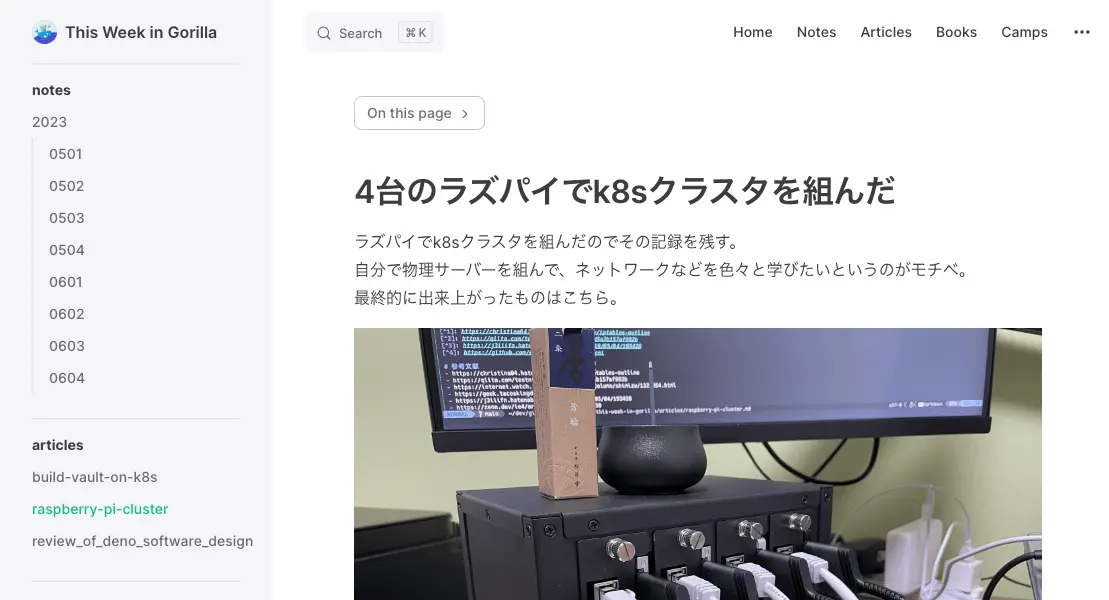 This Week in Gorilla
Search
⌘ K
Home
Notes
Articles
Books
Camps
notes
2023
0501
0502
0503
0504
0601
0602
0603
0604
articles
build-vault-on-k8s
raspberry-pi-cluster
review_of_deno_software_design
On this page
4台のラズパイでk8sクラスタを組んだ
ラズパイでk8sクラスタを組んだのでその記録を残す。
自分で物理サーバーを組んで、ネットワークなどを色々と学びたいというのがモチベ。
最終的に出来上がったものはこちら。
# 参考文献